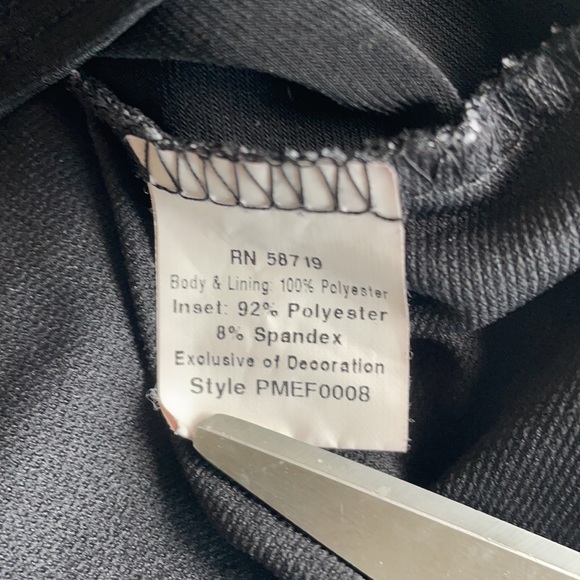 RN 58719
Body & Lining: 100% Polyester
Inset: 92% Polyester
8% Spandex
Exclusive of Decoration
Style PMEF0008